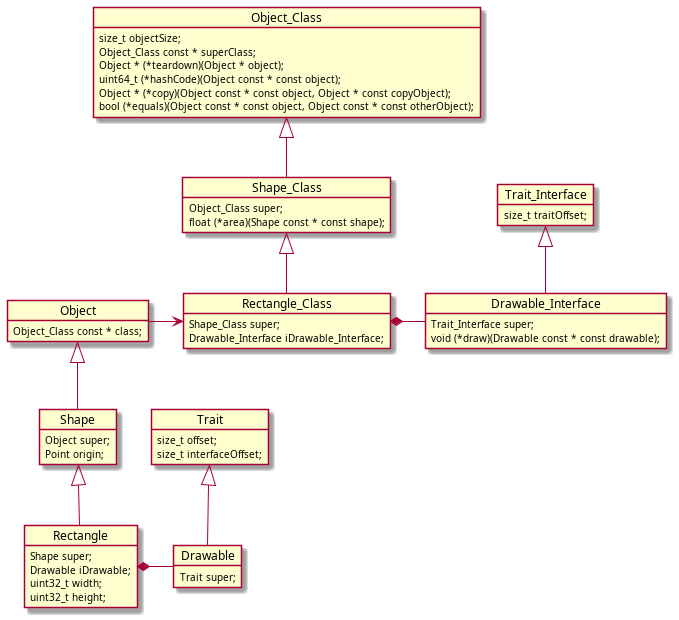 Object_Class
size_t objectSize;
Object_Class const * superClass;
Object * (*teardown)(Object * object);
uint64_t (*hashCode)(Object const * const object);
Object * (*copy)(Object const * const object, Object * const copyObject);
bool (*equals)(Object const * const object, Object const * const otherObject);
Shape_Class
Object_Class super;
float (*area)(Shape const * const shape);
Trait_Interface
size_t traitOffset;
Object
Object_Class const * class;
Rectangle_Class
Shape_Class super;
Drawable_Interface iDrawable_Interface;
Drawable_Interface
Trait_Interface super;
void (*draw)(Drawable const * const drawable);
Shape
Object super;
Point origin;
Trait
size_t offset;
size_t interfaceOffset;
Rectangle
Shape super;
Drawable iDrawable;
uint32_t width;
uint32_t height;
Drawable
Trait super;